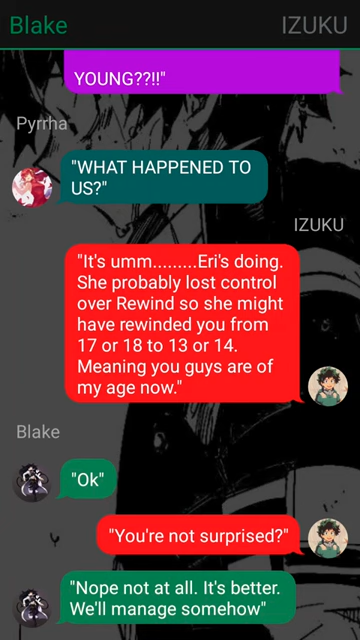 Blake
IZUKU
YOUNG??!!"
Pyrrha
"WHAT HAPPENED TO
US?"
IZUKU
"It's umm.........Eri's doing.
She probably lost control
over Rewind so she might
have rewinded you from
17 or 18 to 13 or 14.
Meaning you guys are of
my age now."
Blake
"Ok"
"You're not surprised?"
"Nope not at all. It's better.
We'll manage somehow"